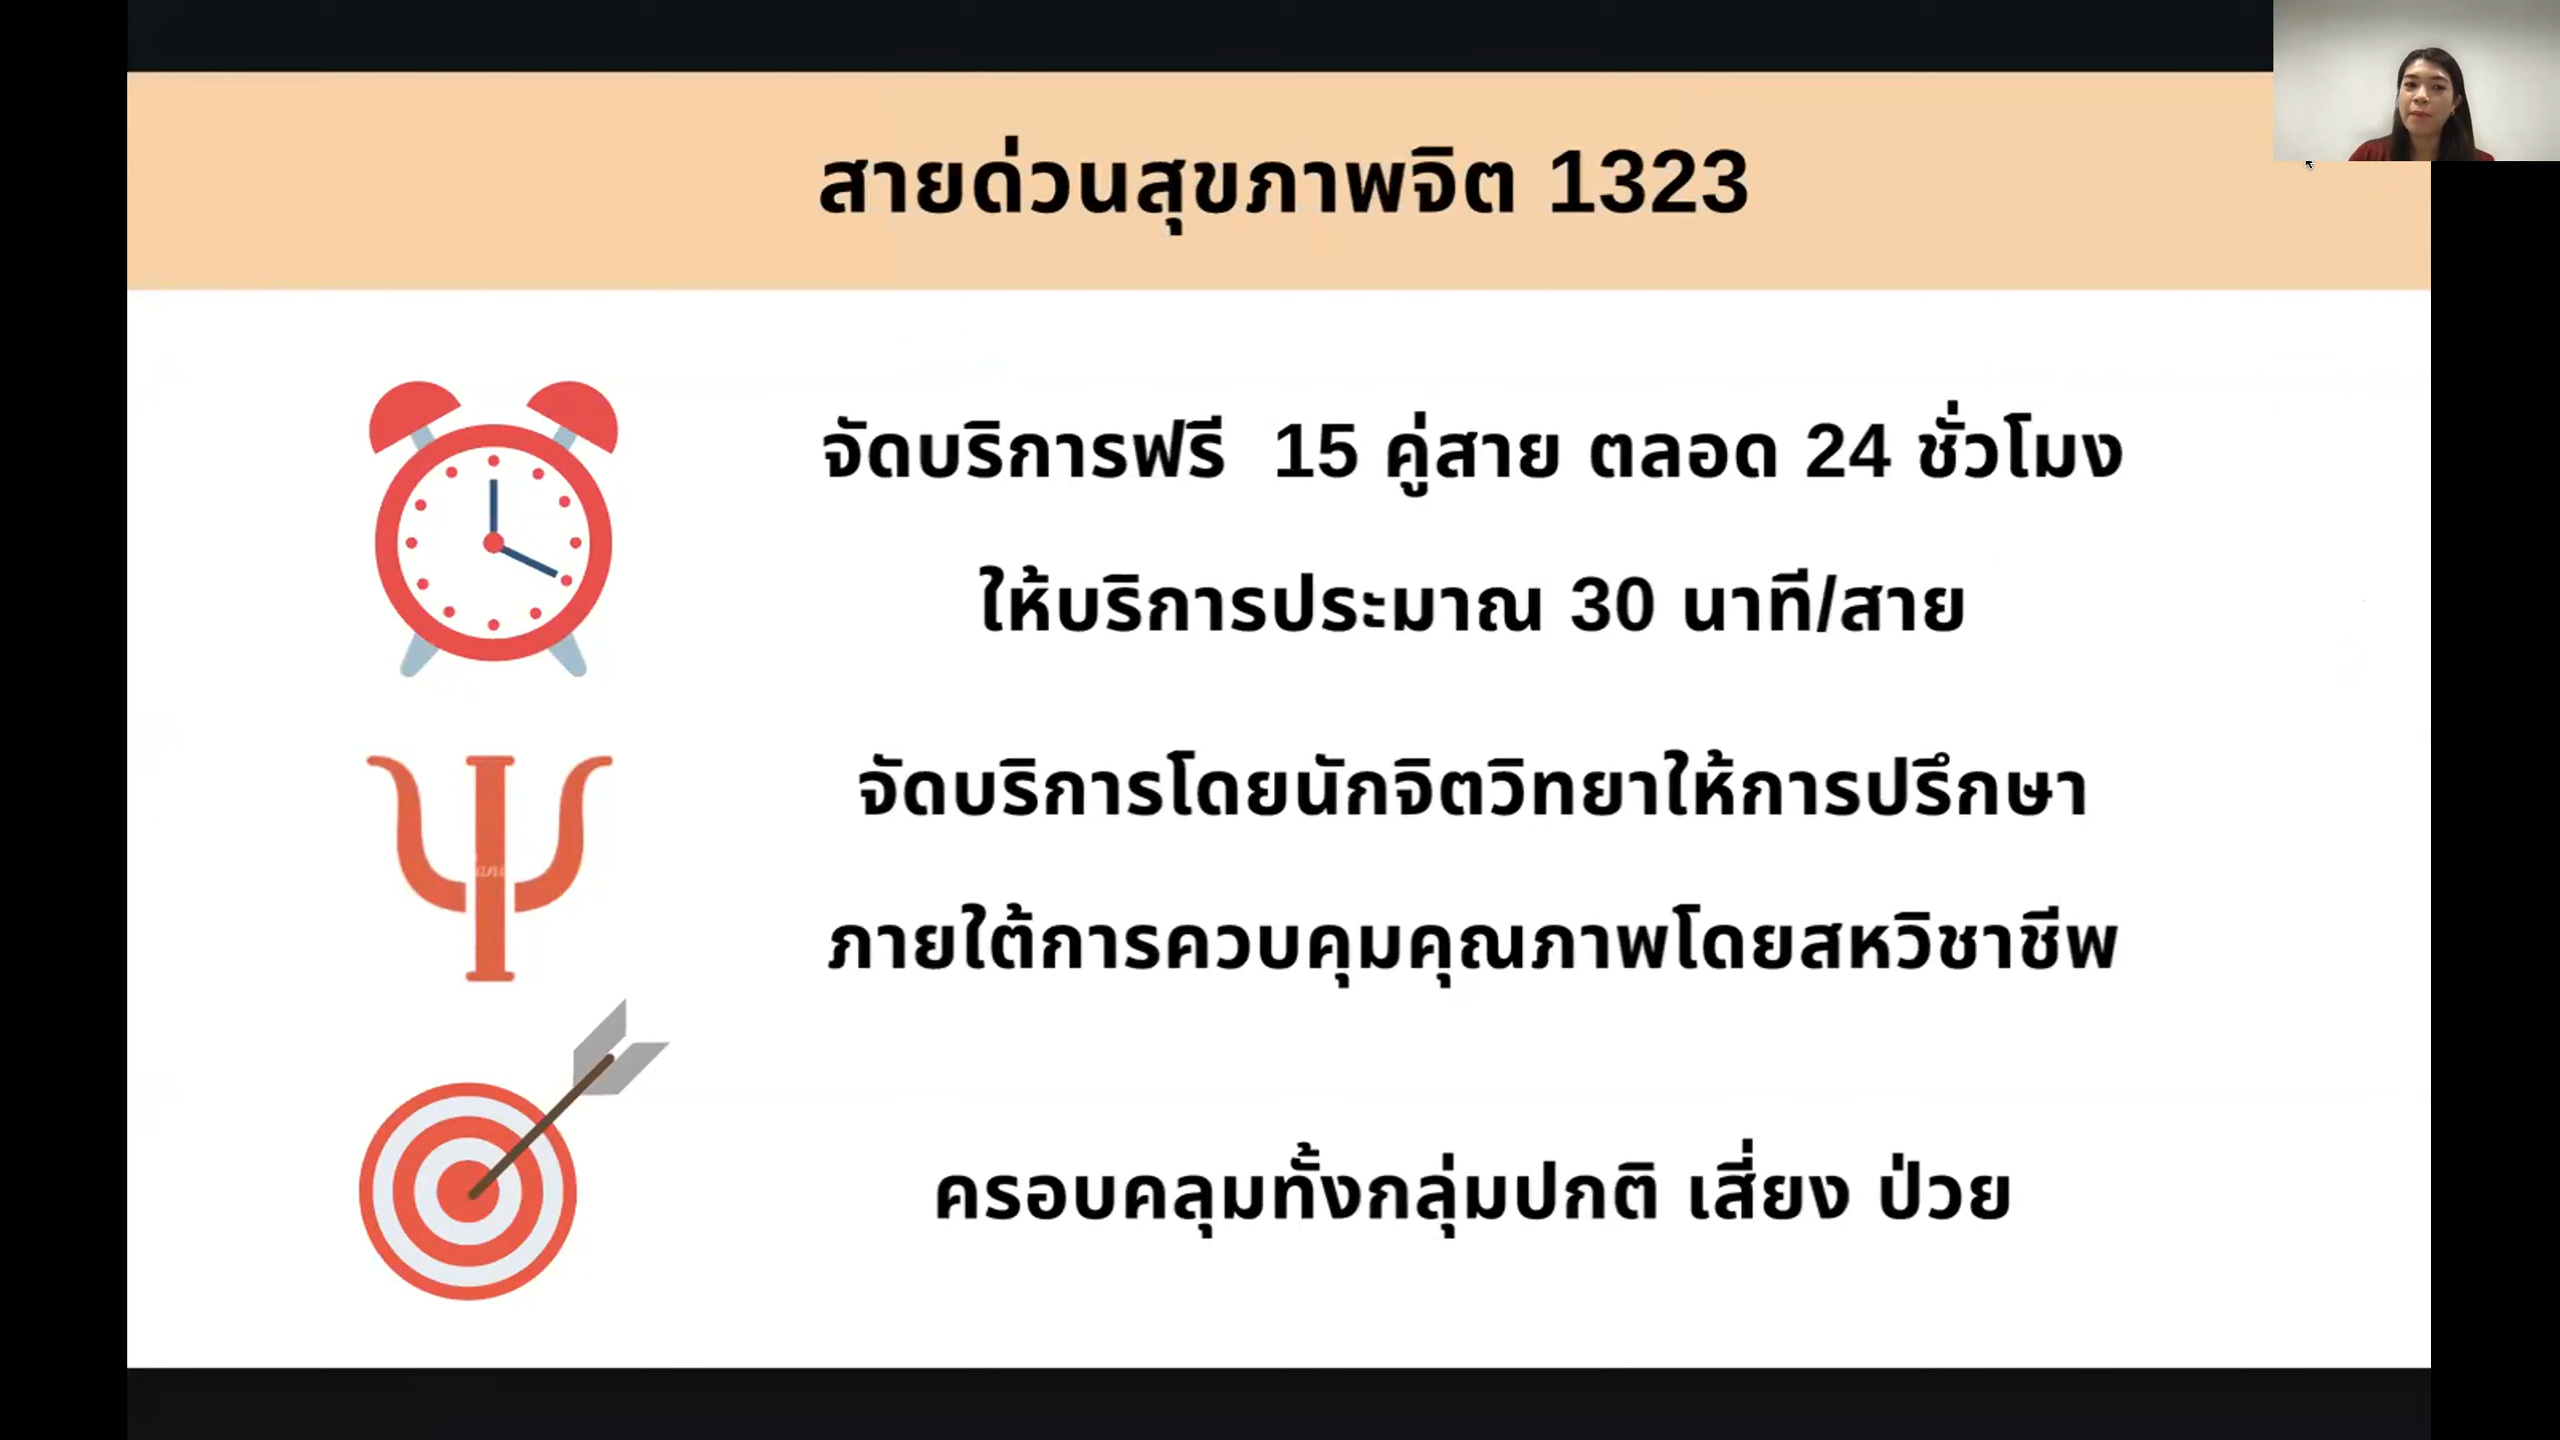 สายด่วนสุขภาพจิต 1323
จัดบริการฟรี 15 คู่สาย ตลอด 24 ชั่วโมง
ให้บริการประมาณ 30 นาที/สาย
จัดบริการโดยนักจิตวิทยาให้การปรึกษา
ภายใต้การควบคุมคุณภาพโดยสหวิชาชีพ
ครอบคลุมทั้งกลุ่มปกติ เสี่ยง ป่วย